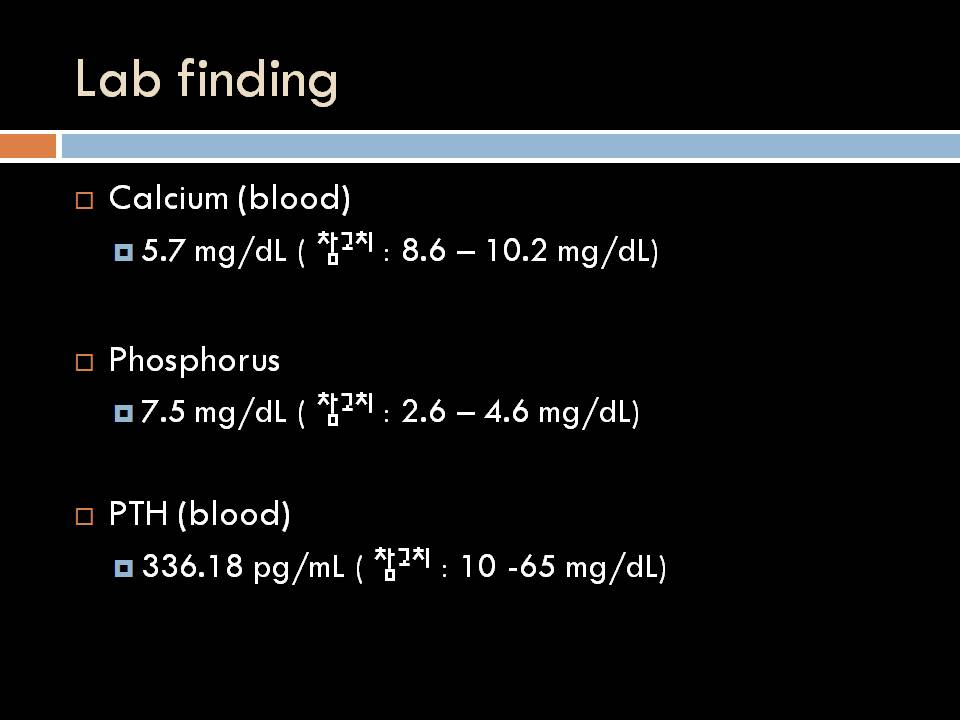 Lab finding
Calcium (blood)
5.7 mg/dL ( 참고치 : 8.6 – 10.2 mg/dL)
Phosphorus
7.5 mg/dL ( 참고치 : 2.6 – 4.6 mg/dL)
PTH (blood)
336.18 pg/mL ( 참고치 : 10 -65 mg/dL)